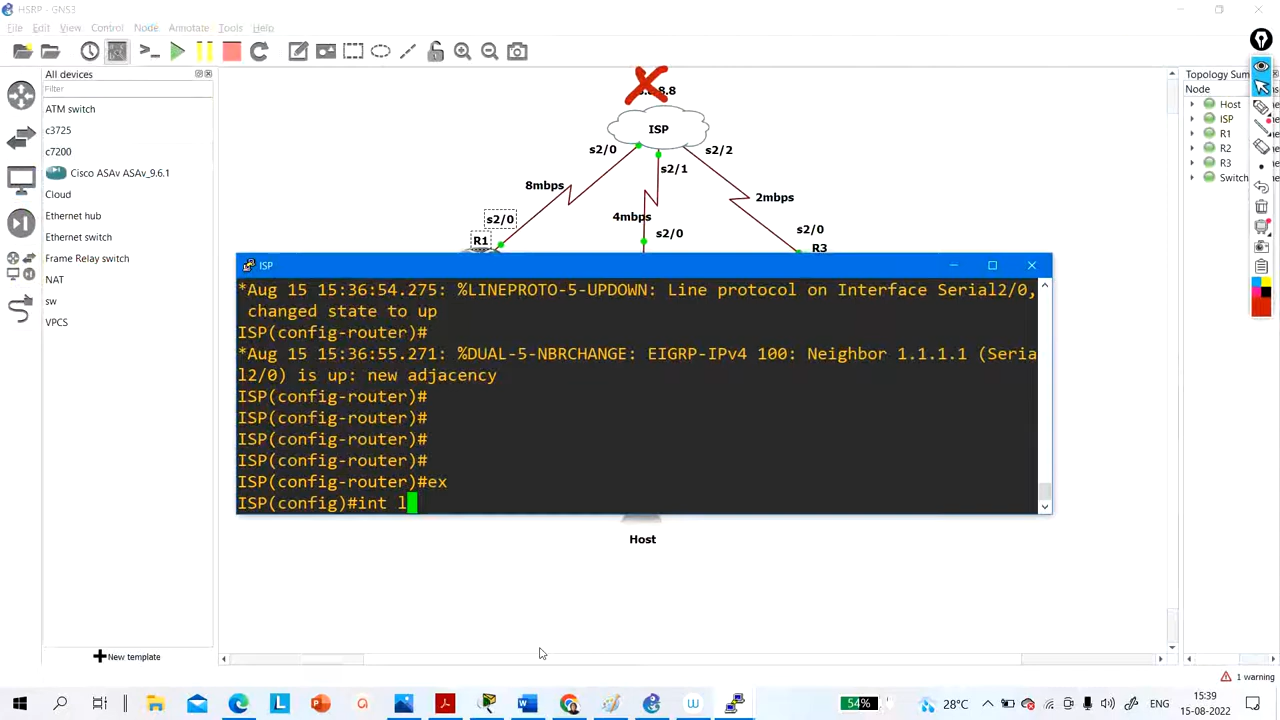 HSRP - GNS3
File Edit View Control Node Annotate Tools Help
All devices
Filter
ATM switch
c3725
c7200
Cisco ASAv ASAv_9.6.1
Cloud
Ethernet hub
Ethernet switch
Frame Relay switch
NAT
sw
VPCS
New template
8.8
ISP
s2/0
s2/2
s2/1
8mbps
2mbps
4mbps
s2/0
s2/0
s2/0
R1
R3
ISP
*Aug 15 15:36:54.275: %LINEPROTO-5-UPDOWN: Line protocol on Interface Serial2/0,
changed state to up
ISP(config-router)#
*Aug 15 15:36:55.271: %DUAL-5-NBRCHANGE: EIGRP-IPv4 100: Neighbor 1.1.1.1 (Seria
l2/0) is up: new adjacency
ISP(config-router)#
ISP(config-router)#
ISP(config-router)#
ISP(config-router)#
ISP(config-router)#ex
ISP(config)#int l
Host
Topology Sum
Node
Host
ISP
R1
R2
R3
Switch
1 warning
54%
28°C
ENG
15:39
15-08-2022